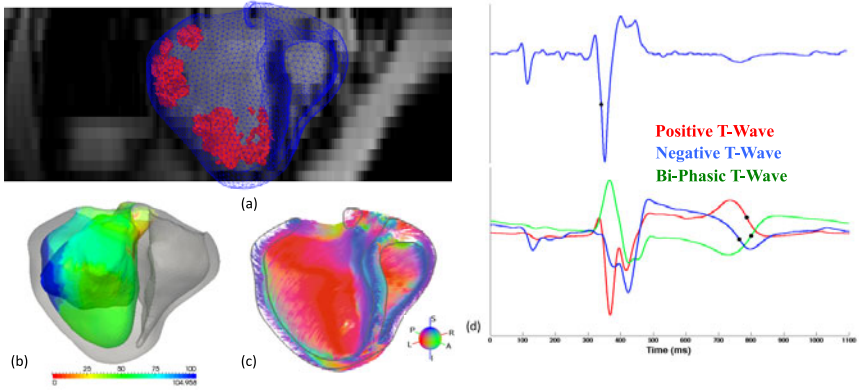 (a)
Positive T-Wave
Negative T-Wave
Bi-Phasic T-Wave
(b)
0 25 50 75 100
0 104.958
(c)
S
P R
L A
I
(d)
0 100 200 300 400 500 600 700 800 900 1000 1100
Time (ms)